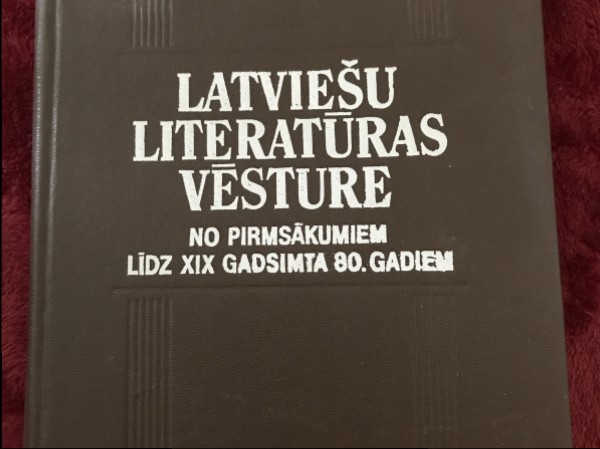 LATVIEŠU
LITERATŪRAS
VĒSTURE
NO PIRMSĀKUMIEM
LĪDZ XIX GADSIMTA 80. GADIEM